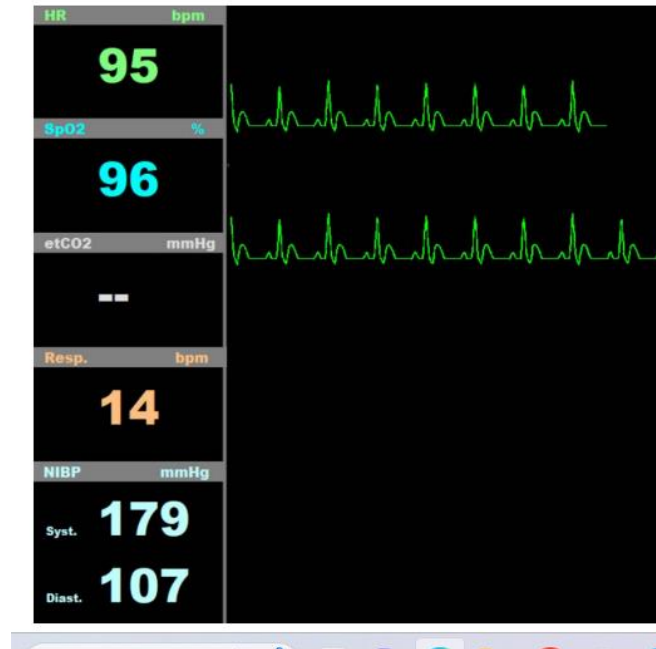 HR bpm
95
SpO2 %
96
etCO2 mmHg
--
Resp. bpm
14
NIBP mmHg
Syst. 179
Diast. 107